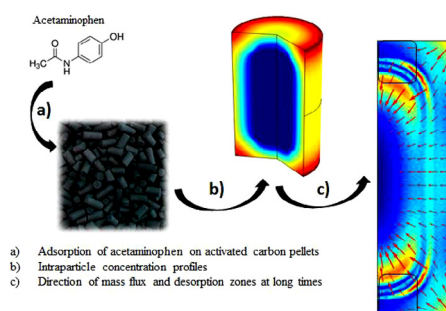 Acetaminophen
OH
O
H₃C
N
H
a)
b)
c)
a) Adsorption of acetaminophen on activated carbon pellets
b) Intraparticle concentration profiles
c) Direction of mass flux and desorption zones at long times